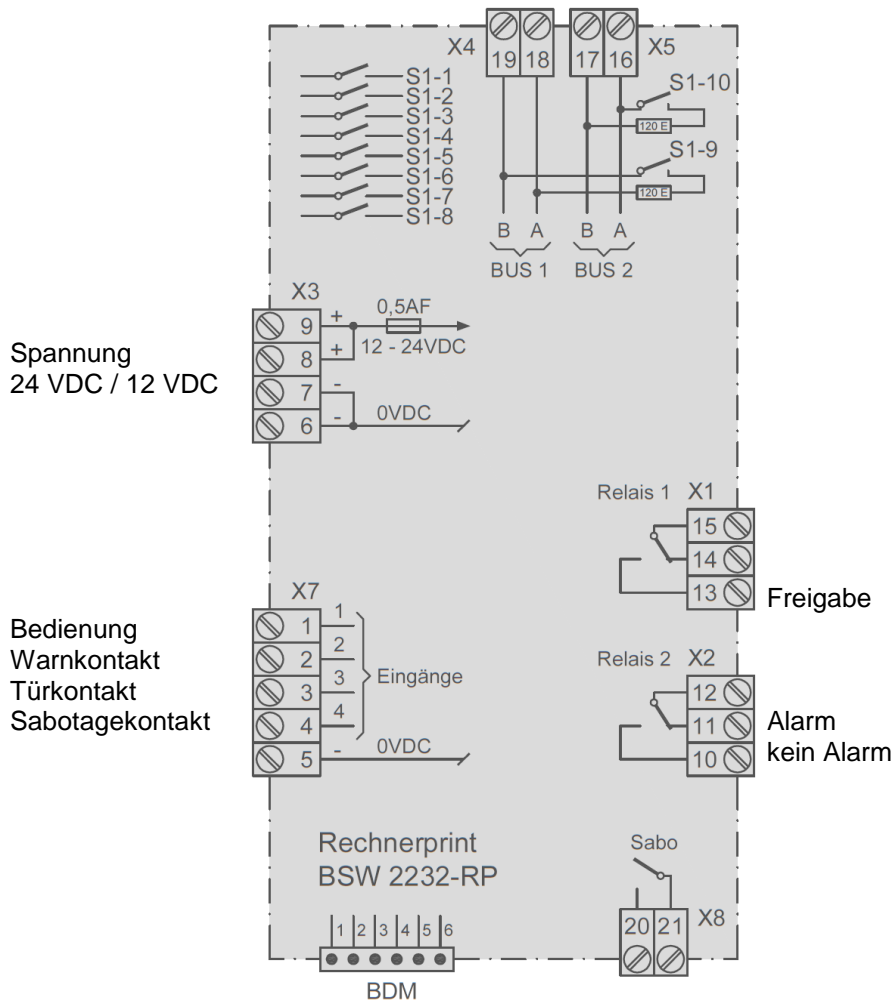 X4
19
18
17
16
X5
S1-1
S1-2
S1-3
S1-4
S1-5
S1-6
S1-7
S1-8
S1-10
120 E
S1-9
120 E
B A B A
BUS 1 BUS 2
X3
9 + 0,5AF
8 + 12 - 24VDC
7 -
6 - 0VDC
Spannung
24 VDC / 12 VDC
Relais 1 X1
15
14
13
Freigabe
X7
1 1
2 2
3 3
4 4
5 - 0VDC
Eingänge
Bedienung
Warnkontakt
Türkontakt
Sabotagekontakt
Relais 2 X2
12
11
10
Alarm
kein Alarm
Rechnerprint
BSW 2232-RP
1 2 3 4 5 6
BDM
Sabo
20 21 X8